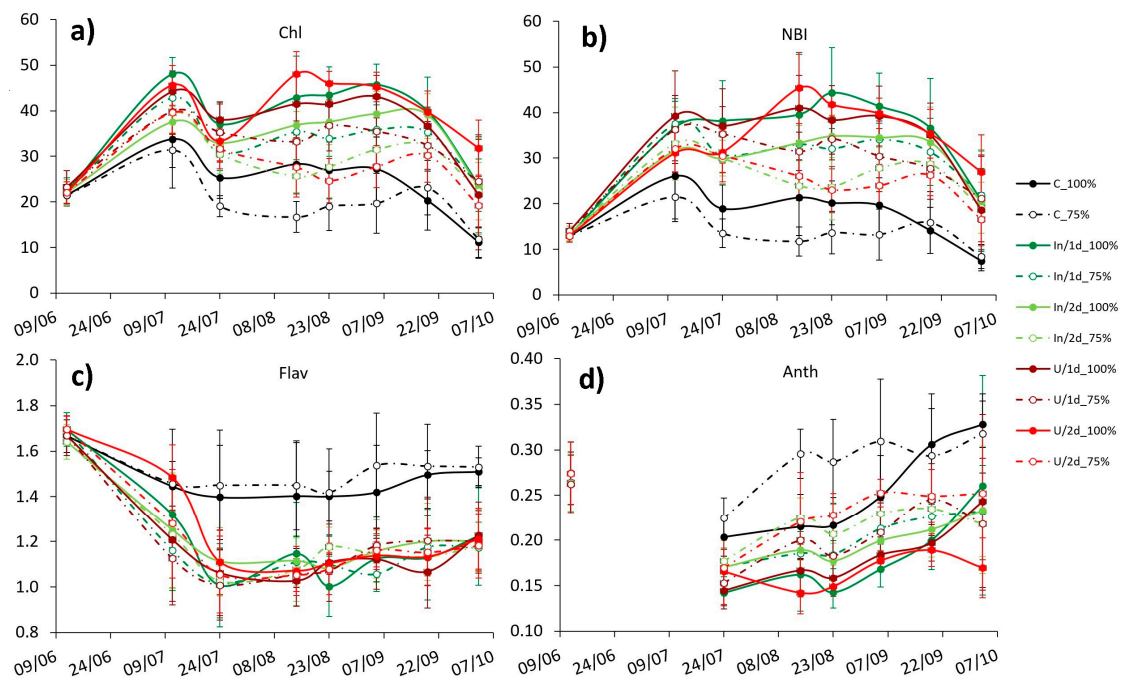 a)
Chl
60
50
40
30
20
10
0
09/06 24/06 09/07 24/07 08/08 23/08 07/09 22/09 07/10
b)
NBI
60
50
40
30
20
10
0
09/06 24/06 09/07 24/07 08/08 23/08 07/09 22/09 07/10
c)
Flav
2.0
1.8
1.6
1.4
1.2
1.0
0.8
09/06 24/06 09/07 24/07 08/08 23/08 07/09 22/09 07/10
d)
Anth
0.40
0.35
0.30
0.25
0.20
0.15
0.10
09/06 24/06 09/07 24/07 08/08 23/08 07/09 22/09 07/10
C_100%
C_75%
In/1d_100%
In/1d_75%
In/2d_100%
In/2d_75%
U/1d_100%
U/1d_75%
U/2d_100%
U/2d_75%